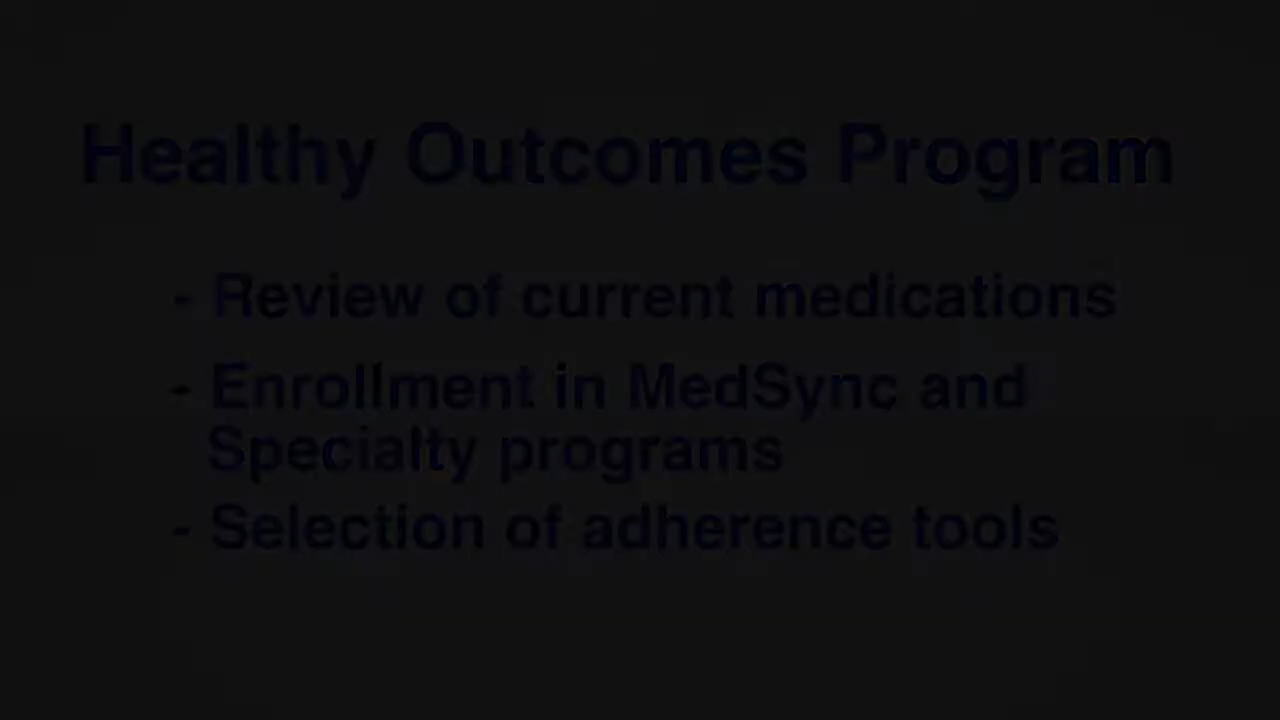 Healthy Outcomes Program
- Review of current medications
- Enrollment in MedSync and
Specialty programs
- Selection of adherence tools